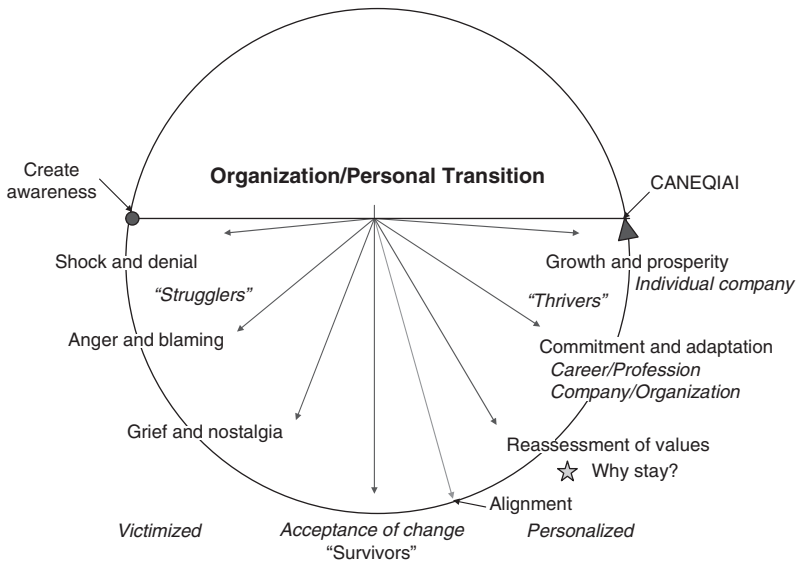 Organization/Personal Transition
Create
awareness
CANEQIAI
Shock and denial
Growth and prosperity
Individual company
“Strugglers”
“Thrivers”
Anger and blaming
Commitment and adaptation
Career/Profession
Company/Organization
Grief and nostalgia
Reassessment of values
Why stay?
Alignment
Victimized
Acceptance of change
Personalized
“Survivors”